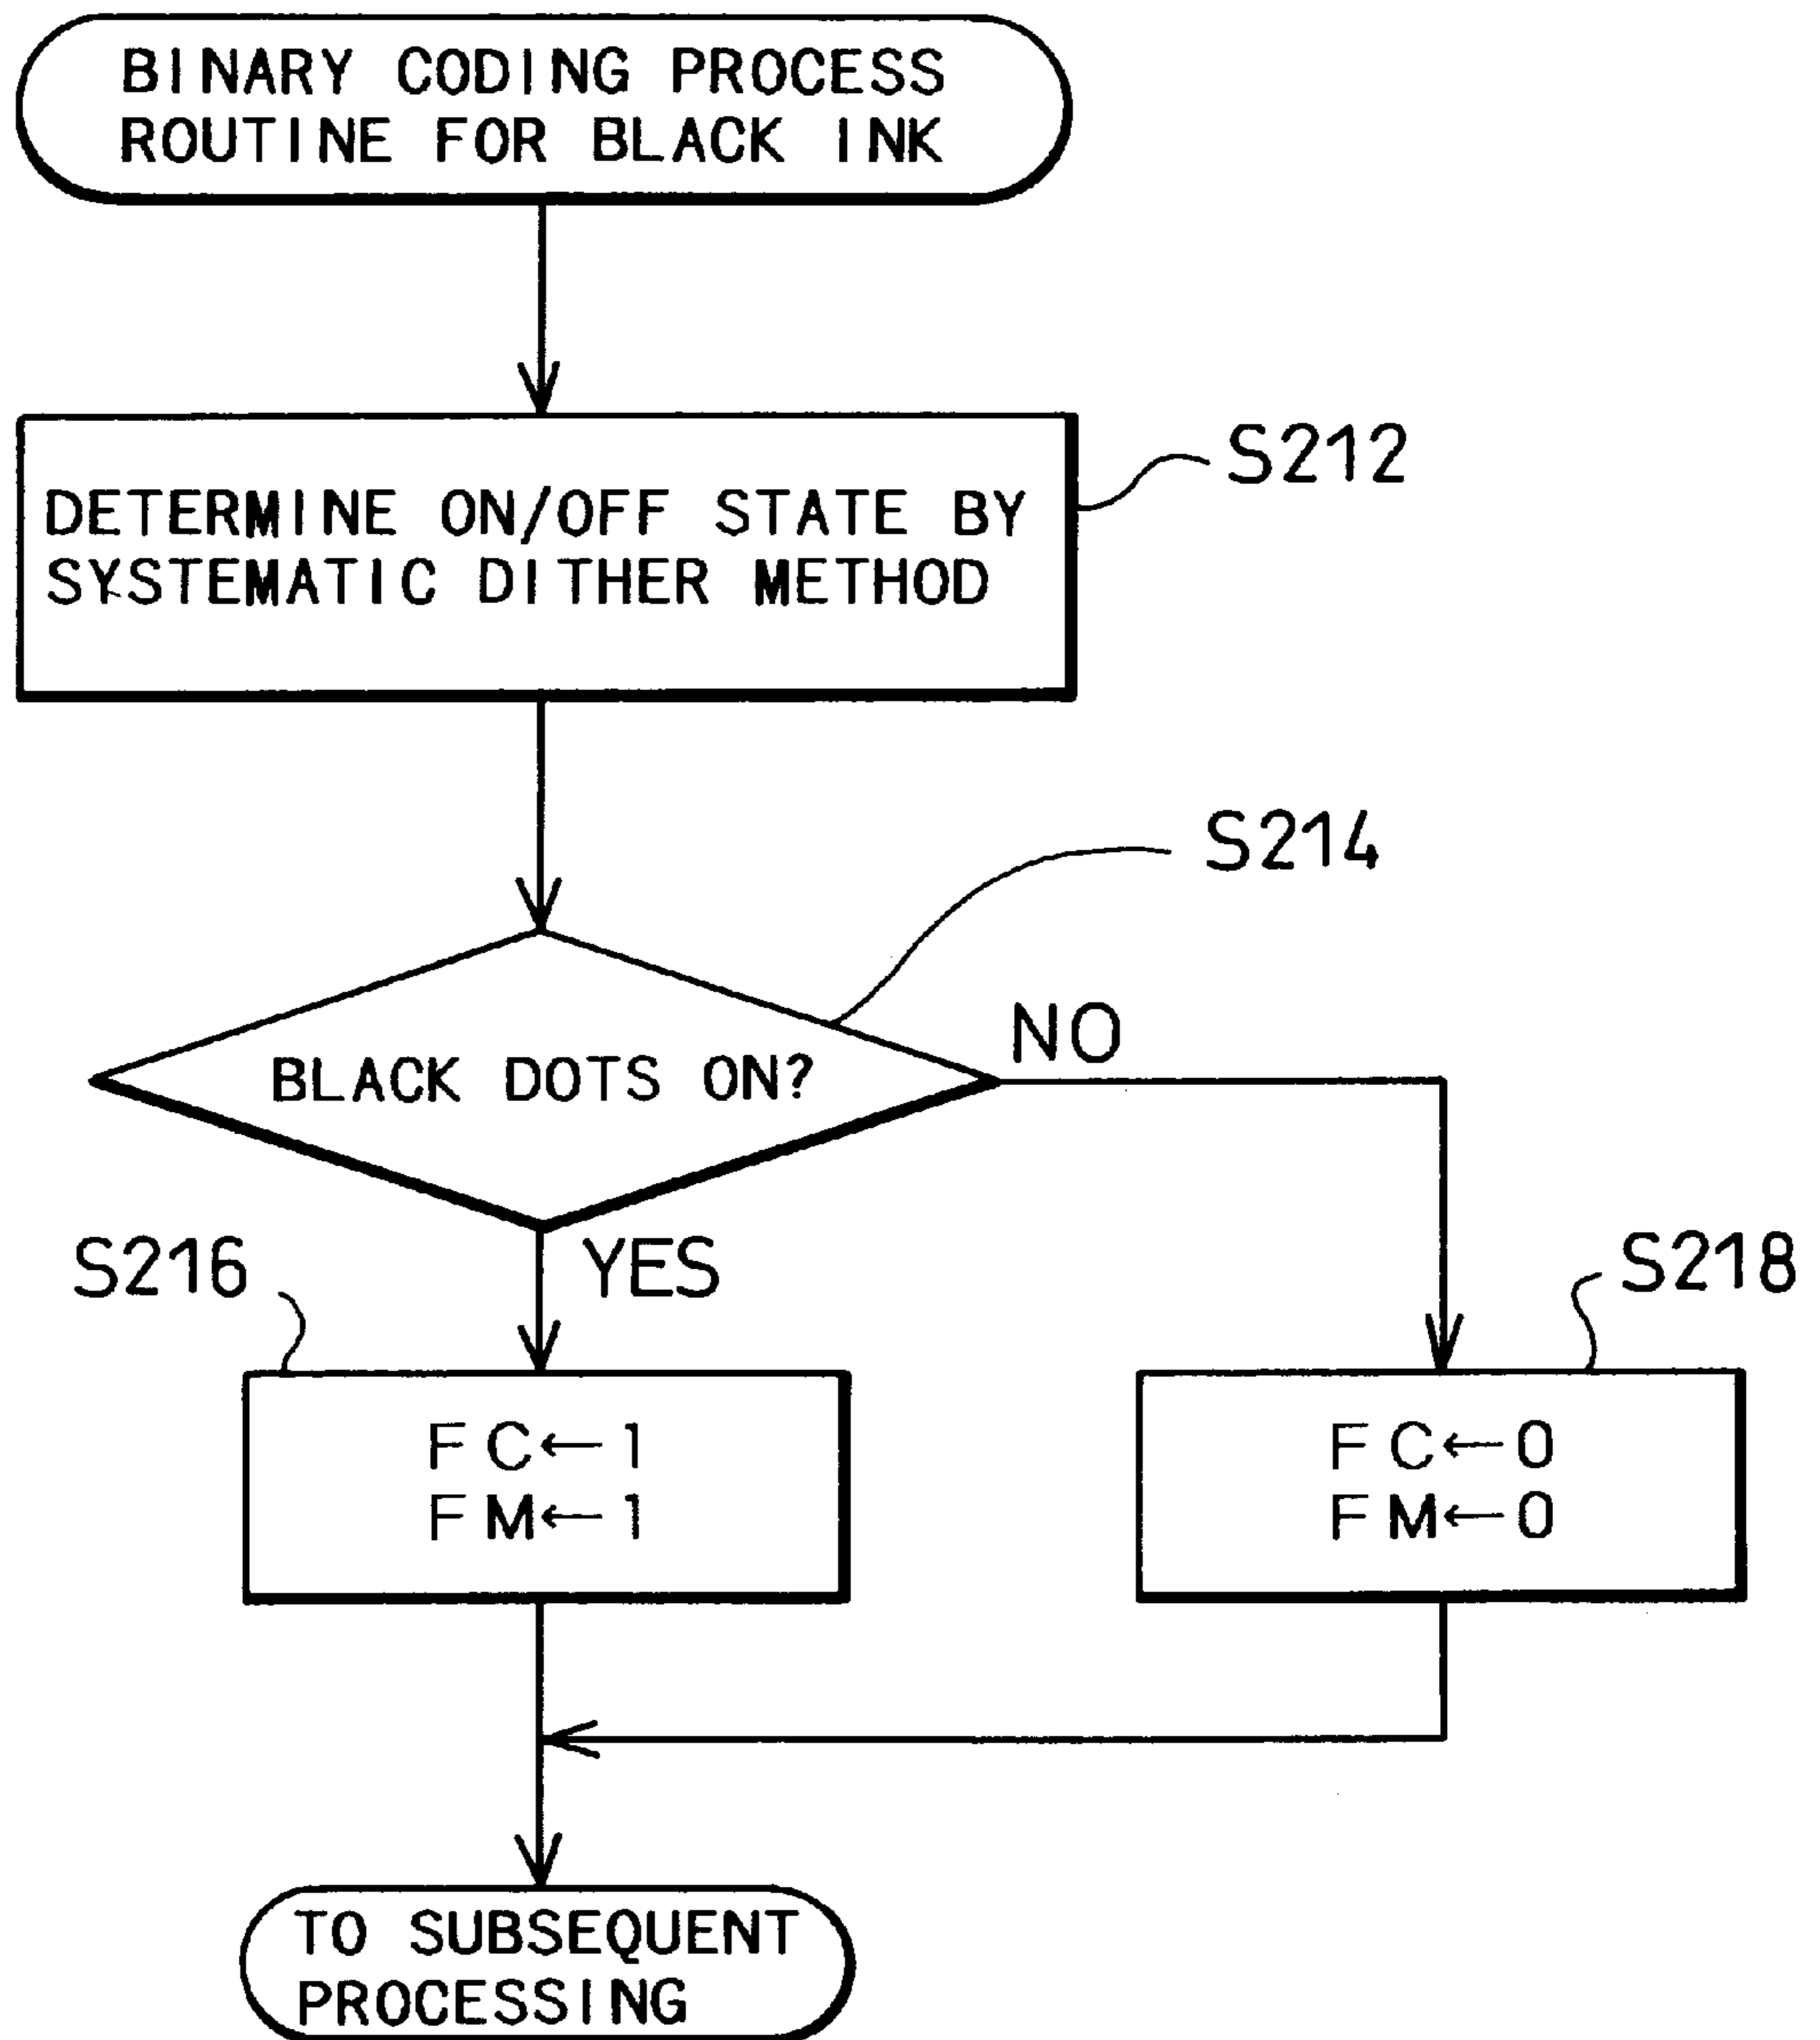 BINARY CODING PROCESS
ROUTINE FOR BLACK INK
DETERMINE ON/OFF STATE BY
SYSTEMATIC DITHER METHOD
S212
S214
BLACK DOTS ON?
NO
YES
S216
S218
FC←1
FM←1
FC←0
FM←0
TO SUBSEQUENT
PROCESSING